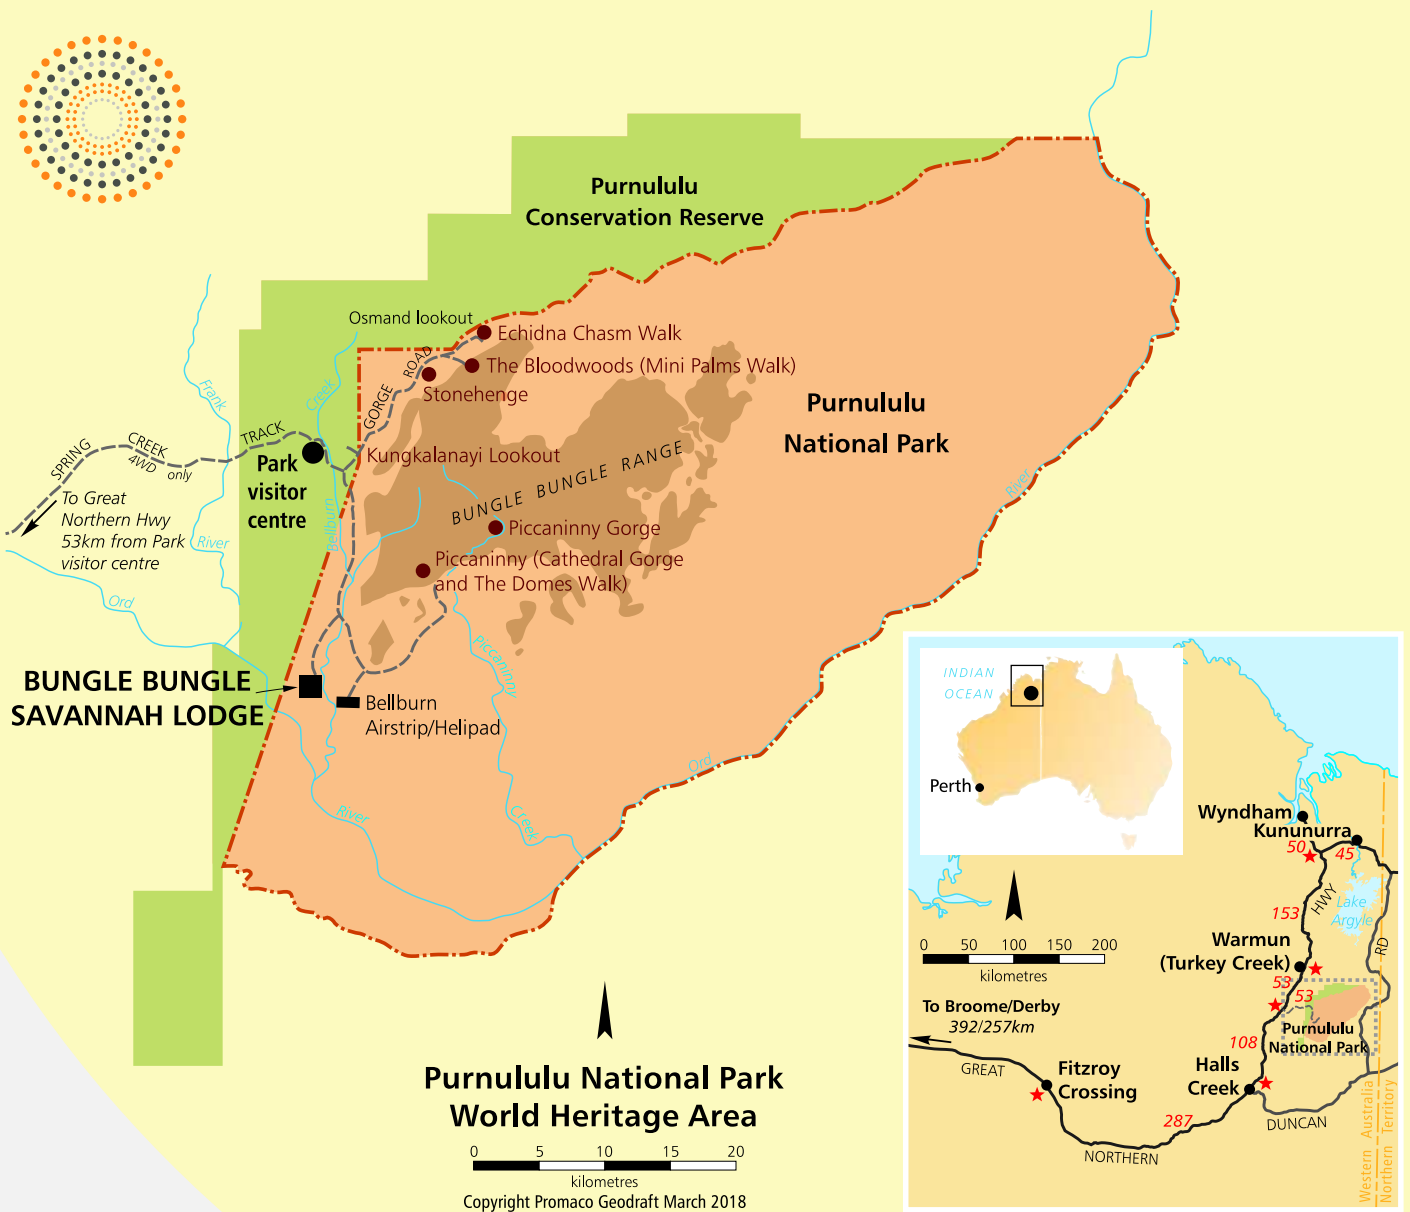 Purnululu
Conservation Reserve
Osmand lookout
Echidna Chasm Walk
The Bloodwoods (Mini Palms Walk)
Stonehenge
GORGE ROAD
Purnululu
National Park
Frank
River
Creek
Bellburn
SPRING CREEK TRACK
4WD only
Park
visitor
centre
Kungkalanayi Lookout
BUNGLE BUNGLE RANGE
To Great
Northern Hwy
53km from Park
visitor centre
Piccaninny Gorge
Piccaninny (Cathedral Gorge
and The Domes Walk)
Ord
River
River
Ord
Piccaninny
Creek
BUNGLE BUNGLE
SAVANNAH LODGE
Bellburn
Airstrip/Helipad
Purnululu National Park
World Heritage Area
0 5 10 15 20
kilometres
Copyright Promaco Geodraft March 2018
INDIAN
OCEAN
Perth
Wyndham
Kununurra
50
45
HWY
Lake
Argyle
153
RD
Warmun
(Turkey Creek)
53
53
Purnululu
National Park
108
0 50 100 150 200
kilometres
To Broome/Derby
392/257km
GREAT
Fitzroy
Crossing
Halls
Creek
287
NORTHERN
DUNCAN
Western Australia
Northern Territory